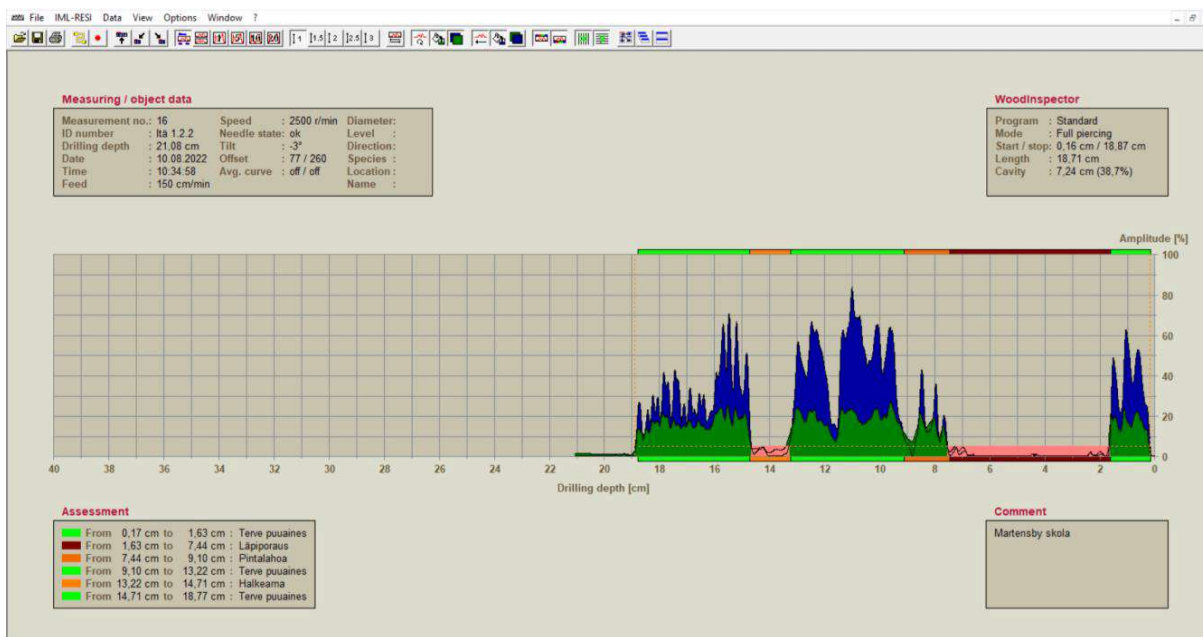 File IML-RESI Data View Options Window ?
1 1.5 2 2.5 3
Measuring / object data
Measurement no.: 16 Speed : 2500 r/min Diameter:
ID number : Itä 1.2.2 Needle state: ok Level :
Drilling depth : 21,08 cm Tilt : -3° Direction:
Date : 10.08.2022 Offset : 77 / 260 Species :
Time : 10:34:58 Avg. curve : off / off Location :
Feed : 150 cm/min Name :
WoodInspector
Program : Standard
Mode : Full piercing
Start / stop: 0,16 cm / 18,87 cm
Length : 18,71 cm
Cavity : 7,24 cm (38,7%)
Amplitude [%]
100
80
60
40
20
0
40 38 36 34 32 30 28 26 24 22 20 18 16 14 12 10 8 6 4 2 0
Drilling depth [cm]
Assessment
From 0,17 cm to 1,63 cm : Terve puuaines
From 1,63 cm to 7,44 cm : Läpiporaus
From 7,44 cm to 9,10 cm : Pintalahoa
From 9,10 cm to 13,22 cm : Terve puuaines
From 13,22 cm to 14,71 cm : Halkeama
From 14,71 cm to 18,77 cm : Terve puuaines
Comment
Martensby skola